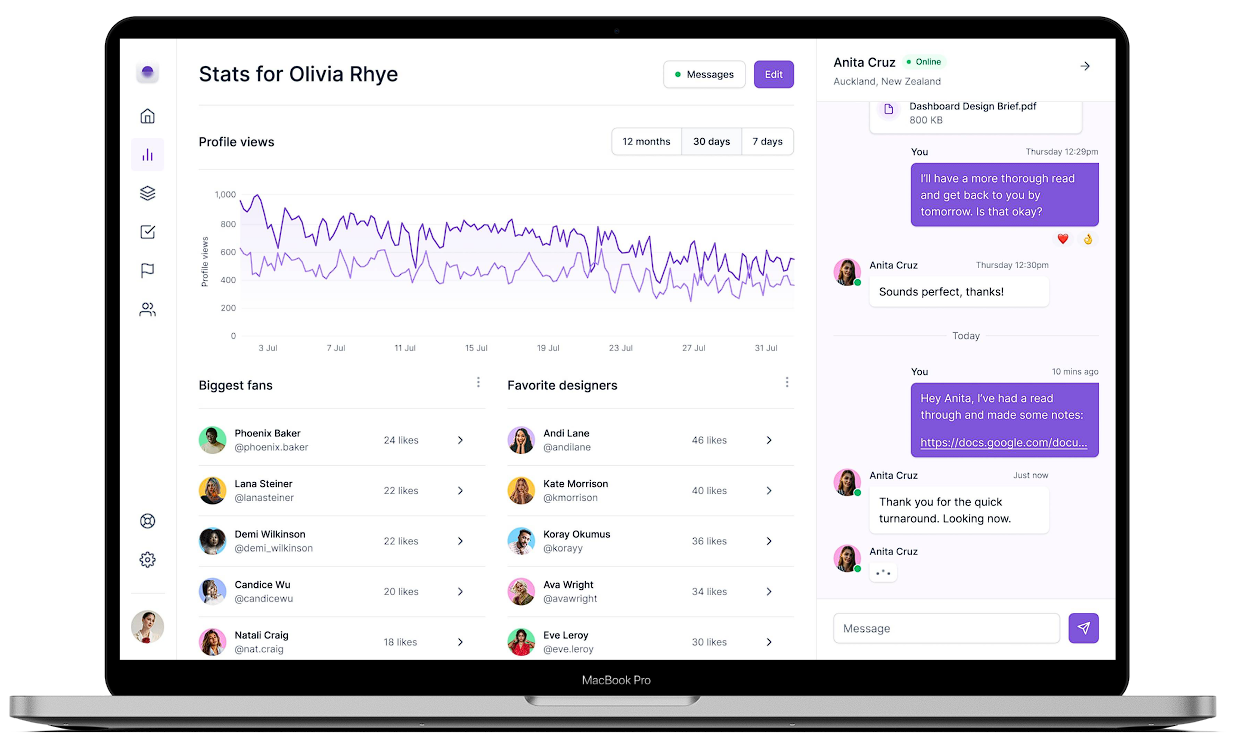 Stats for Olivia Rhye
Messages
Edit
Profile views
12 months
30 days
7 days
1,000
800
600
400
200
0
Profile views
3 Jul
7 Jul
11 Jul
15 Jul
19 Jul
23 Jul
27 Jul
31 Jul
Biggest fans
Phoenix Baker
@phoenix.baker
24 likes
Lana Steiner
@lanasteiner
22 likes
Demi Wilkinson
@demi_wilkinson
22 likes
Candice Wu
@candicewu
20 likes
Natali Craig
@nat.craig
18 likes
Favorite designers
Andi Lane
@andilane
46 likes
Kate Morrison
@kmorrison
40 likes
Koray Okumus
@korayy
36 likes
Ava Wright
@avawright
34 likes
Eve Leroy
@eve.leroy
30 likes
Anita Cruz
Online
Auckland, New Zealand
Dashboard Design Brief.pdf
800 KB
You
Thursday 12:29pm
I'll have a more thorough read
and get back to you by
tomorrow. Is that okay?
Anita Cruz
Thursday 12:30pm
Sounds perfect, thanks!
Today
You
10 mins ago
Hey Anita, I've had a read
through and made some notes:
https://docs.google.com/docu...
Anita Cruz
Just now
Thank you for the quick
turnaround. Looking now.
Anita Cruz
Message
MacBook Pro